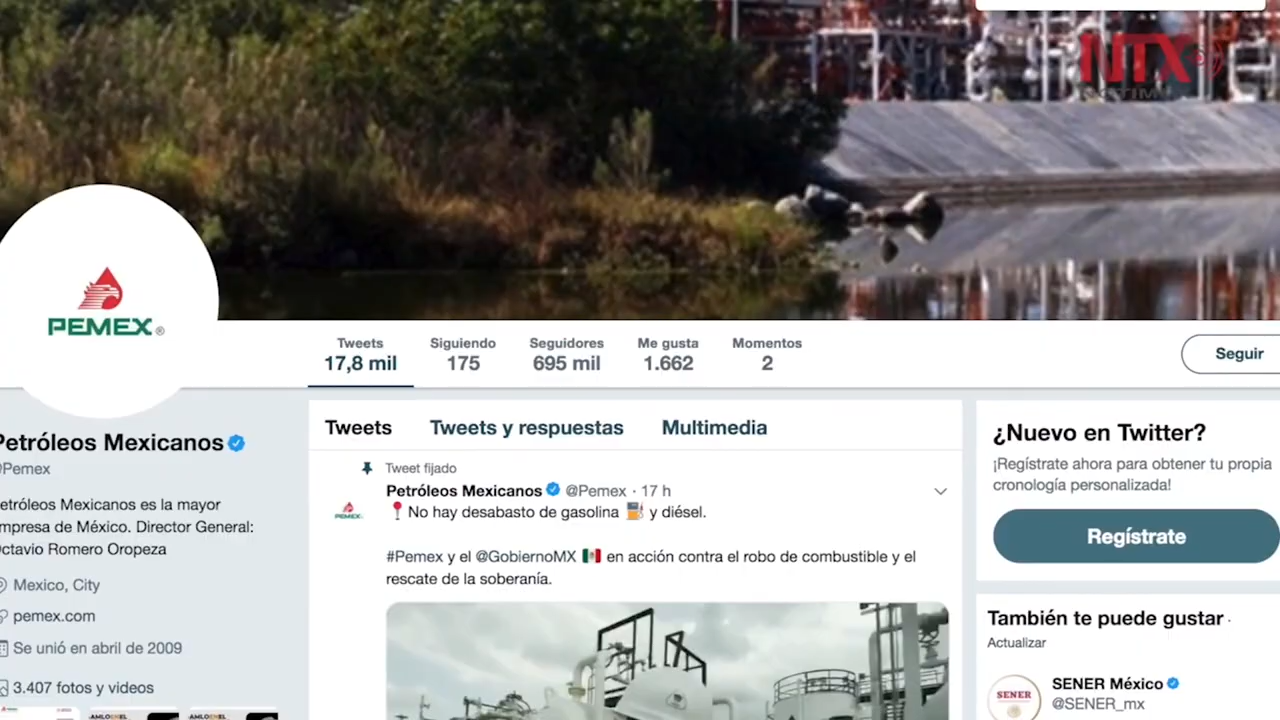 NTX
PEMEX
Tweets
17,8 mil
Siguiendo
175
Seguidores
695 mil
Me gusta
1.662
Momentos
2
Seguir
Petróleos Mexicanos
@Pemex
etróleos Mexicanos es la mayor
mpresa de México. Director General:
Octavio Romero Oropeza
Mexico, City
pemex.com
Se unió en abril de 2009
3.407 fotos y videos
AMLOENEL
AMLOENEL
Tweets
Tweets y respuestas
Multimedia
Tweet fijado
Petróleos Mexicanos @Pemex · 17 h
PEMEX
No hay desabasto de gasolina y diésel.
#Pemex y el @GobiernoMX en acción contra el robo de combustible y el
rescate de la soberanía.
¿Nuevo en Twitter?
¡Regístrate ahora para obtener tu propia
cronología personalizada!
Regístrate
También te puede gustar ·
Actualizar
SENER
SENER México
@SENER_mx